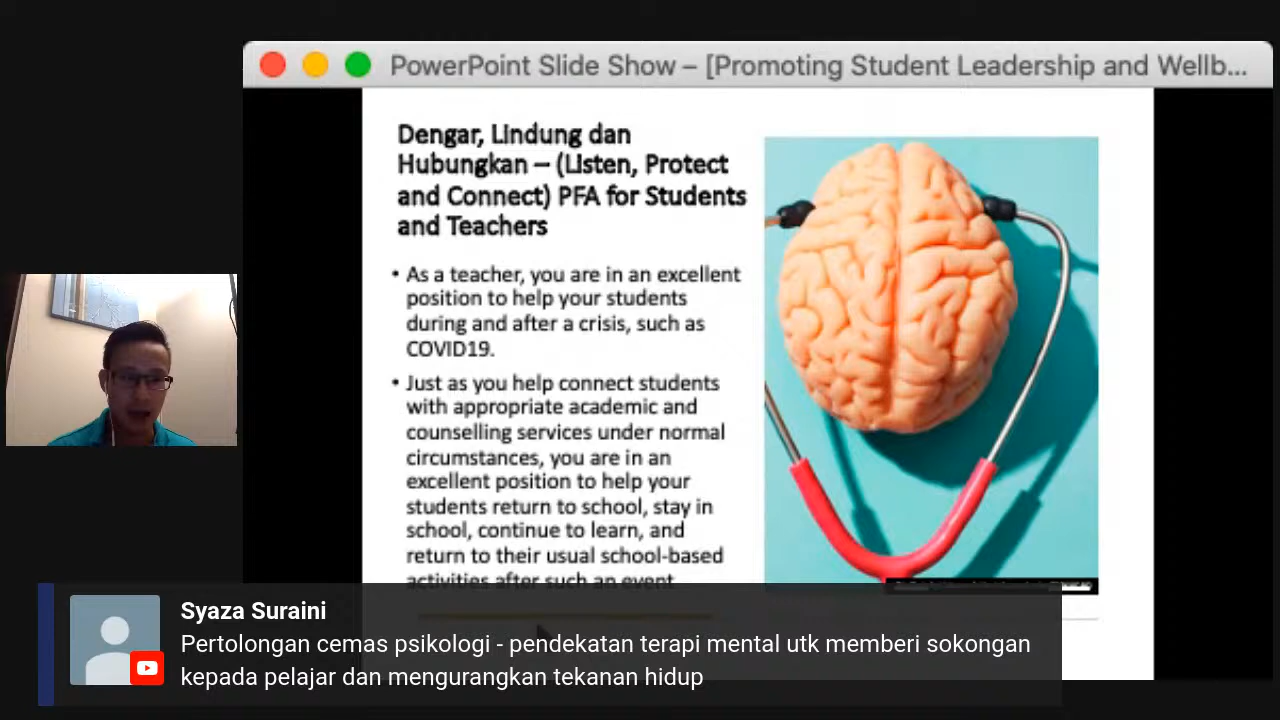 PowerPoint Slide Show – [Promoting Student Leadership and Wellb...
Dengar, Lindung dan
Hubungkan – (Listen, Protect
and Connect) PFA for Students
and Teachers
• As a teacher, you are in an excellent
position to help your students
during and after a crisis, such as
COVID19.
• Just as you help connect students
with appropriate academic and
counselling services under normal
circumstances, you are in an
excellent position to help your
students return to school, stay in
school, continue to learn, and
return to their usual school-based
activities after such an event
Syaza Suraini
Pertolongan cemas psikologi - pendekatan terapi mental utk memberi sokongan
kepada pelajar dan mengurangkan tekanan hidup